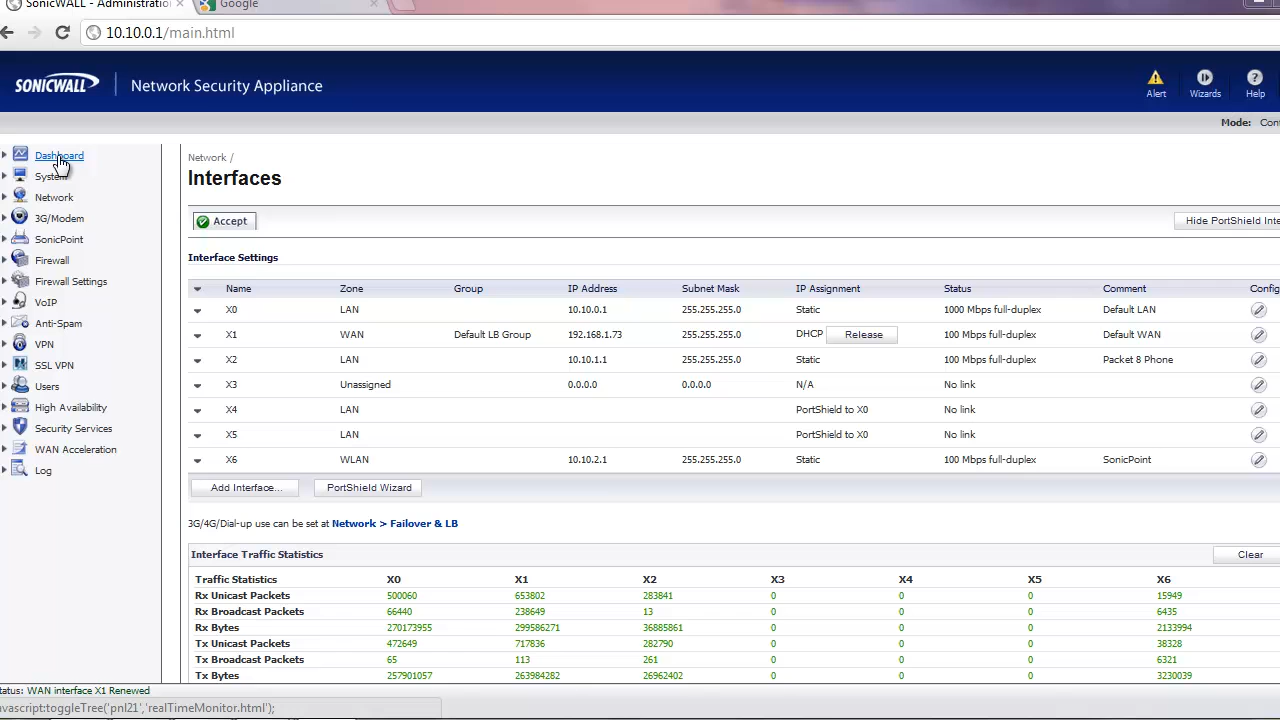 SonicWALL - Administration
Google
10.10.0.1/main.html
SONICWALL | Network Security Appliance
Alert
Wizards
Help
Mode: Con
Dashboard
System
Network
3G/Modem
SonicPoint
Firewall
Firewall Settings
VoIP
Anti-Spam
VPN
SSL VPN
Users
High Availability
Security Services
WAN Acceleration
Log
Network /
Interfaces
Accept
Hide PortShield Inte
Interface Settings
Name Zone Group IP Address Subnet Mask IP Assignment Status Comment Config
X0 LAN 10.10.0.1 255.255.255.0 Static 1000 Mbps full-duplex Default LAN
X1 WAN Default LB Group 192.168.1.73 255.255.255.0 DHCP Release 100 Mbps full-duplex Default WAN
X2 LAN 10.10.1.1 255.255.255.0 Static 100 Mbps full-duplex Packet 8 Phone
X3 Unassigned 0.0.0.0 0.0.0.0 N/A No link
X4 LAN PortShield to X0 No link
X5 LAN PortShield to X0 No link
X6 WLAN 10.10.2.1 255.255.255.0 Static 100 Mbps full-duplex SonicPoint
Add Interface... PortShield Wizard
3G/4G/Dial-up use can be set at Network > Failover & LB
Interface Traffic Statistics Clear
Traffic Statistics X0 X1 X2 X3 X4 X5 X6
Rx Unicast Packets 500060 653802 283841 0 0 0 15949
Rx Broadcast Packets 66440 238649 13 0 0 0 6435
Rx Bytes 270173955 299586271 36885861 0 0 0 2133994
Tx Unicast Packets 472649 717836 282790 0 0 0 38328
Tx Broadcast Packets 65 113 261 0 0 0 6321
Tx Bytes 257901057 263984282 26962402 0 0 0 3230039
tatus: WAN interface X1 Renewed
avascript:toggleTree('pnl21','realTimeMonitor.html');